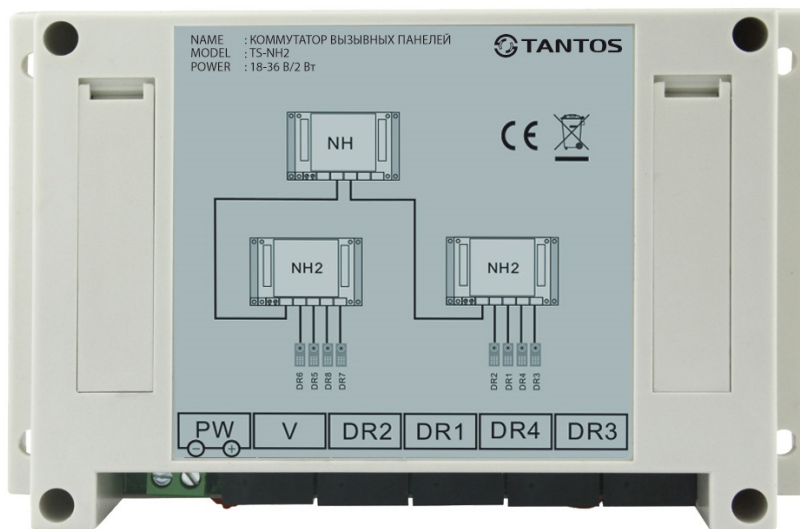 NAME : КОММУТАТОР ВЫЗЫВНЫХ ПАНЕЛЕЙ
MODEL : TS-NH2
POWER : 18-36 В/2 Вт
TANTOS
CE
NH
NH2
NH2
DR6 DR5 DR8 DR7
DR2 DR1 DR4 DR3
PW V DR2 DR1 DR4 DR3
- +